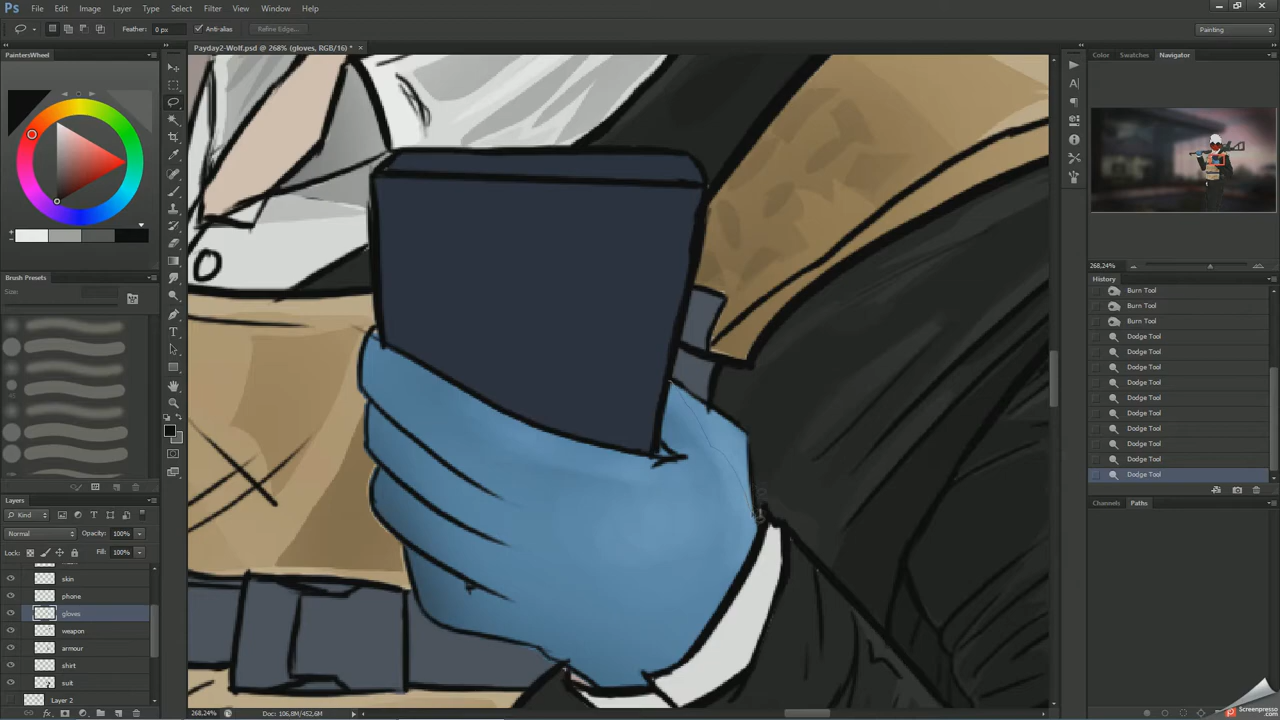 Ps File Edit Image Layer Type Select Filter View Window Help
Feather: 0 px Anti-alias Refine Edge... Painting
PaintersWheel
Payday2-Wolf.psd @ 268% (gloves, RGB/16) * ×
Color Swatches Navigator
268,24%
History
Burn Tool
Burn Tool
Burn Tool
Dodge Tool
Dodge Tool
Dodge Tool
Dodge Tool
Dodge Tool
Dodge Tool
Dodge Tool
Dodge Tool
Dodge Tool
Dodge Tool
Brush Presets
Size:
Layers
Kind
Normal Opacity: 100%
Lock: Fill: 100%
skin
phone
gloves
weapon
armour
shirt
suit
Layer 2
Channels Paths
268,24% Doc: 106,8M/452,6M
Screenpresso
.com